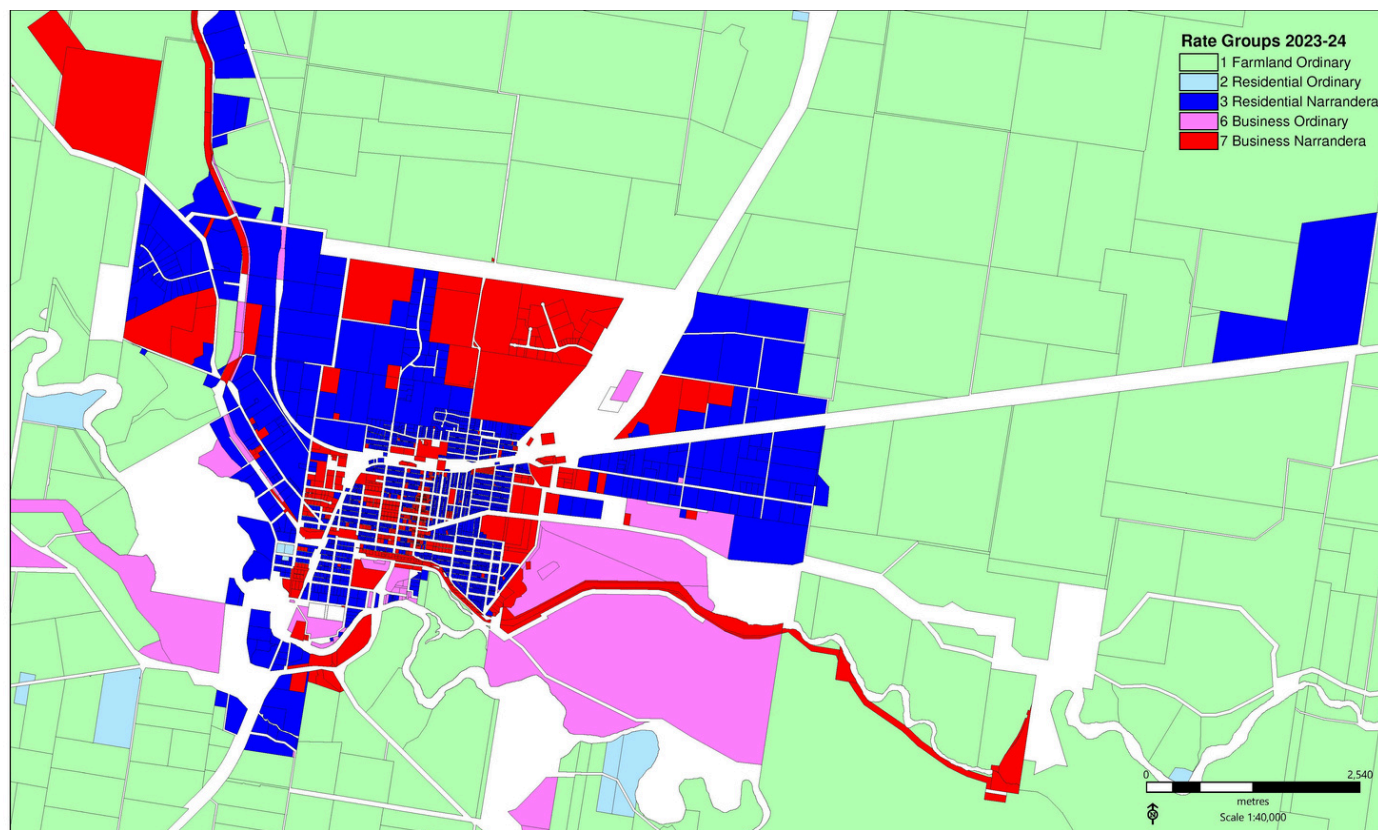 Rate Groups 2023-24
1 Farmland Ordinary
2 Residential Ordinary
3 Residential Narrandera
6 Business Ordinary
7 Business Narrandera
0 2,540
metres
Scale 1:40,000